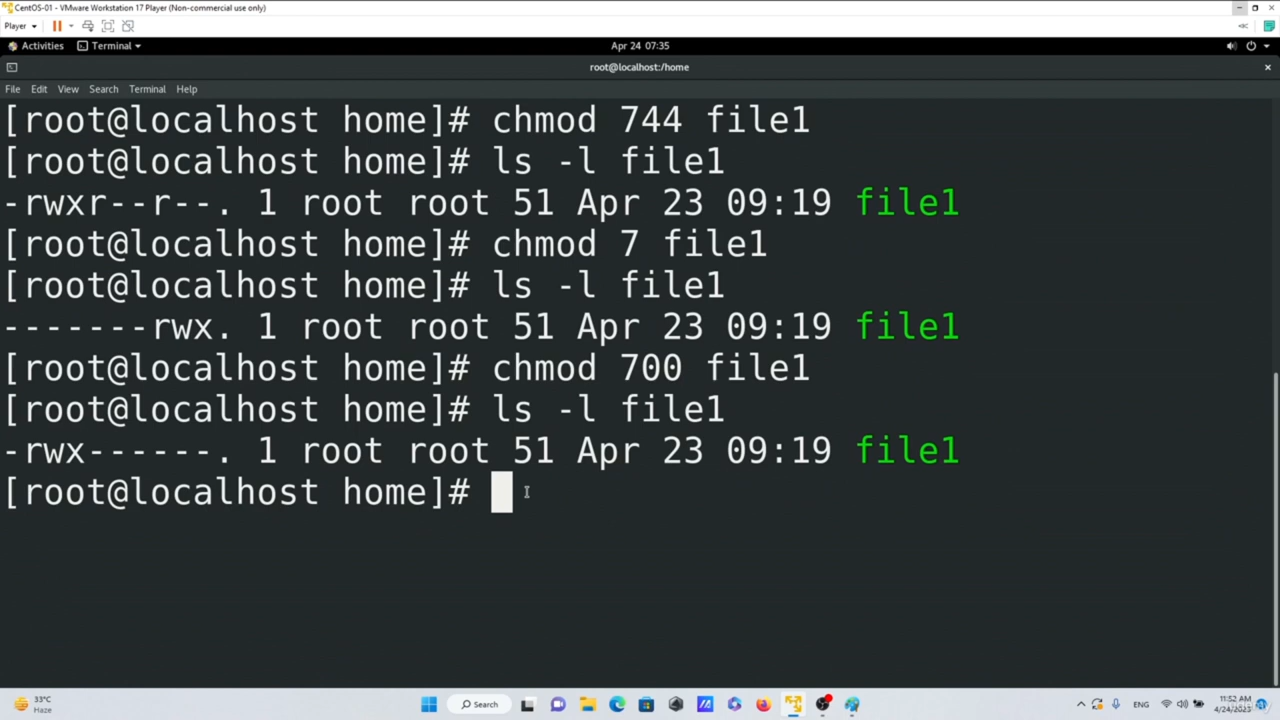 CentOS-01 - VMware Workstation 17 Player (Non-commercial use only)
Player
Activities Terminal Apr 24 07:35
root@localhost:/home
File Edit View Search Terminal Help
[root@localhost home]# chmod 744 file1
[root@localhost home]# ls -l file1
-rwxr--r--. 1 root root 51 Apr 23 09:19 file1
[root@localhost home]# chmod 7 file1
[root@localhost home]# ls -l file1
-------rwx. 1 root root 51 Apr 23 09:19 file1
[root@localhost home]# chmod 700 file1
[root@localhost home]# ls -l file1
-rwx------. 1 root root 51 Apr 23 09:19 file1
[root@localhost home]#
33°C
Haze
Search
ENG
11:52 AM
4/24/2023